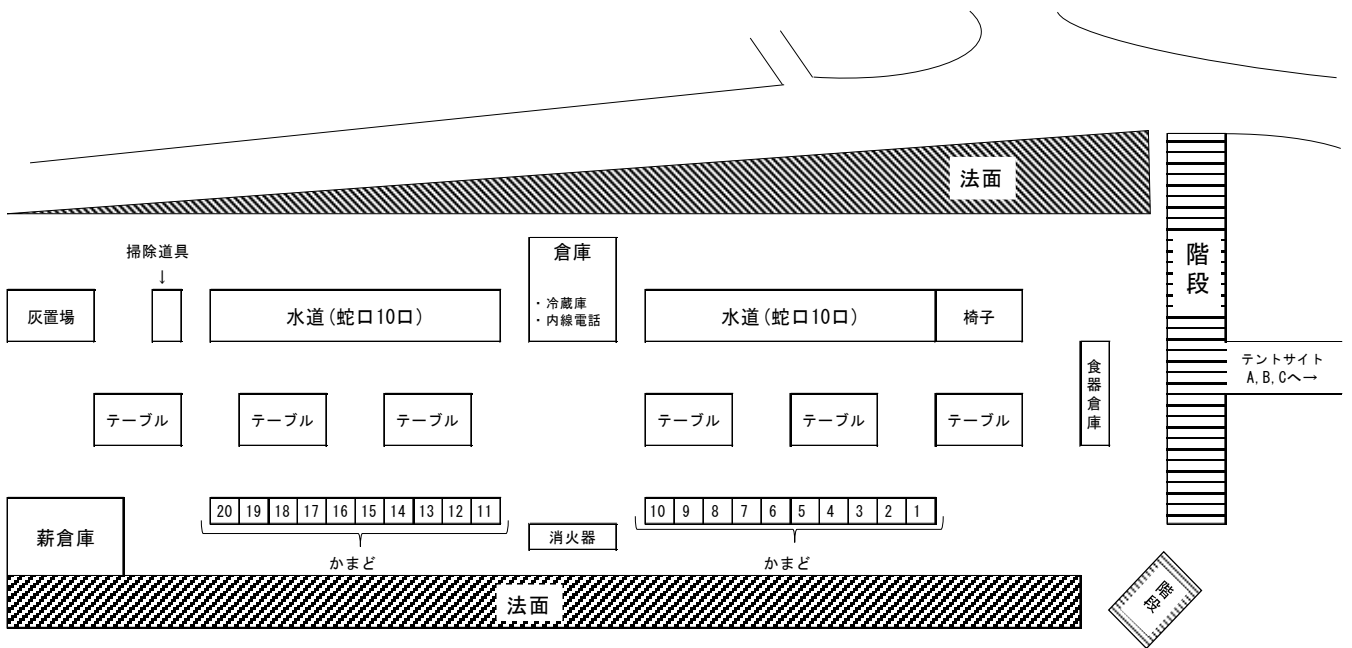 法面
階段
掃除道具
↓
倉庫
・冷蔵庫
・内線電話
灰置場
水道(蛇口10口)
水道(蛇口10口)
椅子
テントサイト
A,B,Cへ→
食器倉庫
テーブル
テーブル
テーブル
テーブル
テーブル
テーブル
薪倉庫
20 19 18 17 16 15 14 13 12 11
かまど
消火器
10 9 8 7 6 5 4 3 2 1
かまど
法面
階段